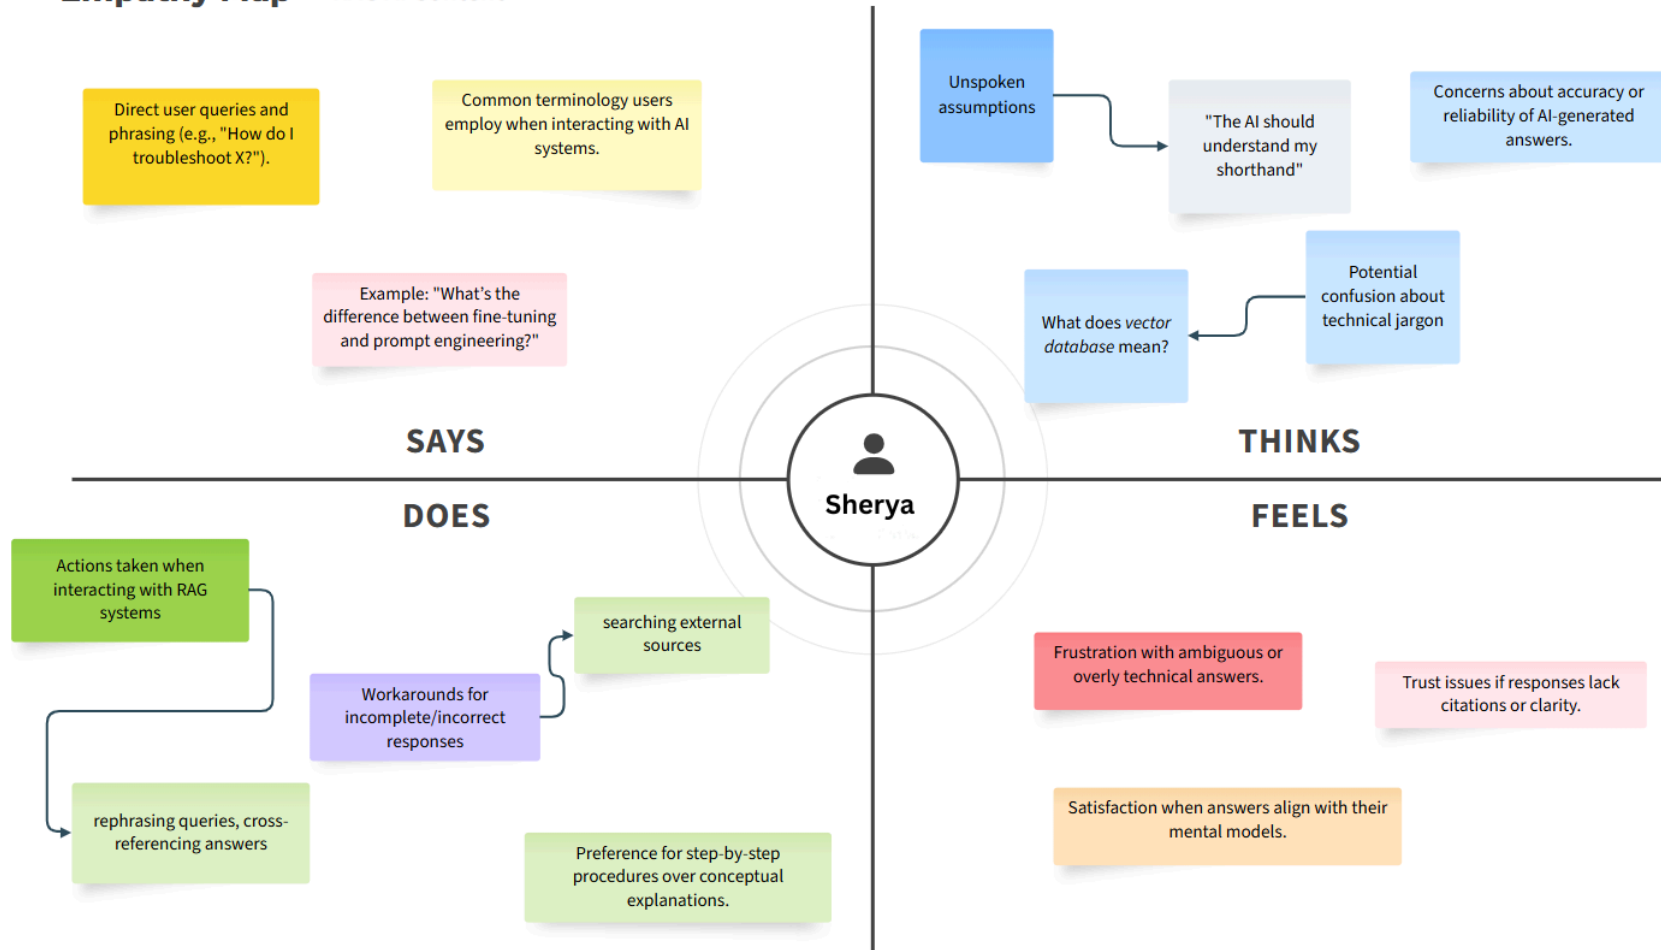 Empathy Map
Direct user queries and
phrasing (e.g., "How do I
troubleshoot X?").
Common terminology users
employ when interacting with AI
systems.
Example: "What’s the
difference between fine-tuning
and prompt engineering?"
SAYS
Unspoken
assumptions
"The AI should
understand my
shorthand"
Concerns about accuracy or
reliability of AI-generated
answers.
Potential
confusion about
technical jargon
What does vector
database mean?
THINKS
Sherya
DOES
Actions taken when
interacting with RAG
systems
searching external
sources
Workarounds for
incomplete/incorrect
responses
rephrasing queries, cross-
referencing answers
Preference for step-by-step
procedures over conceptual
explanations.
FEELS
Frustration with ambiguous or
overly technical answers.
Trust issues if responses lack
citations or clarity.
Satisfaction when answers align with their
mental models.